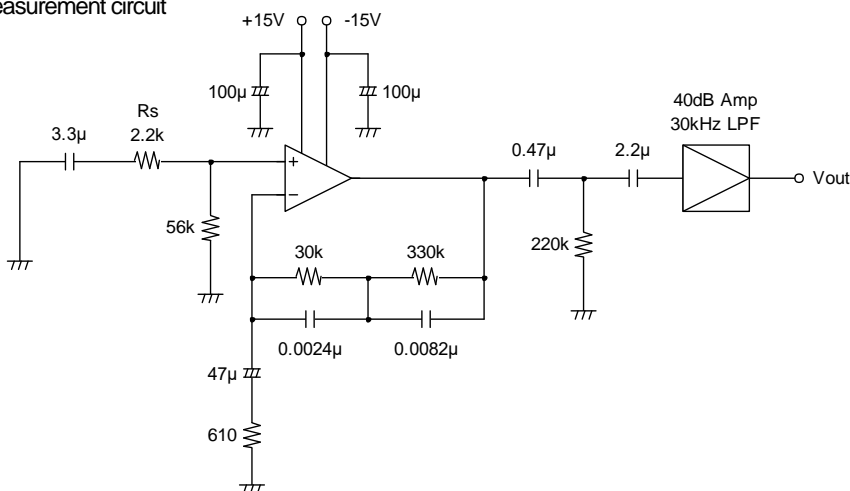 easurement circuit
+15V
-15V
100µ
100µ
Rs
2.2k
3.3µ
40dB Amp
30kHz LPF
0.47µ
2.2µ
+
−
Vout
56k
220k
30k
330k
0.0024µ
0.0082µ
47µ
610